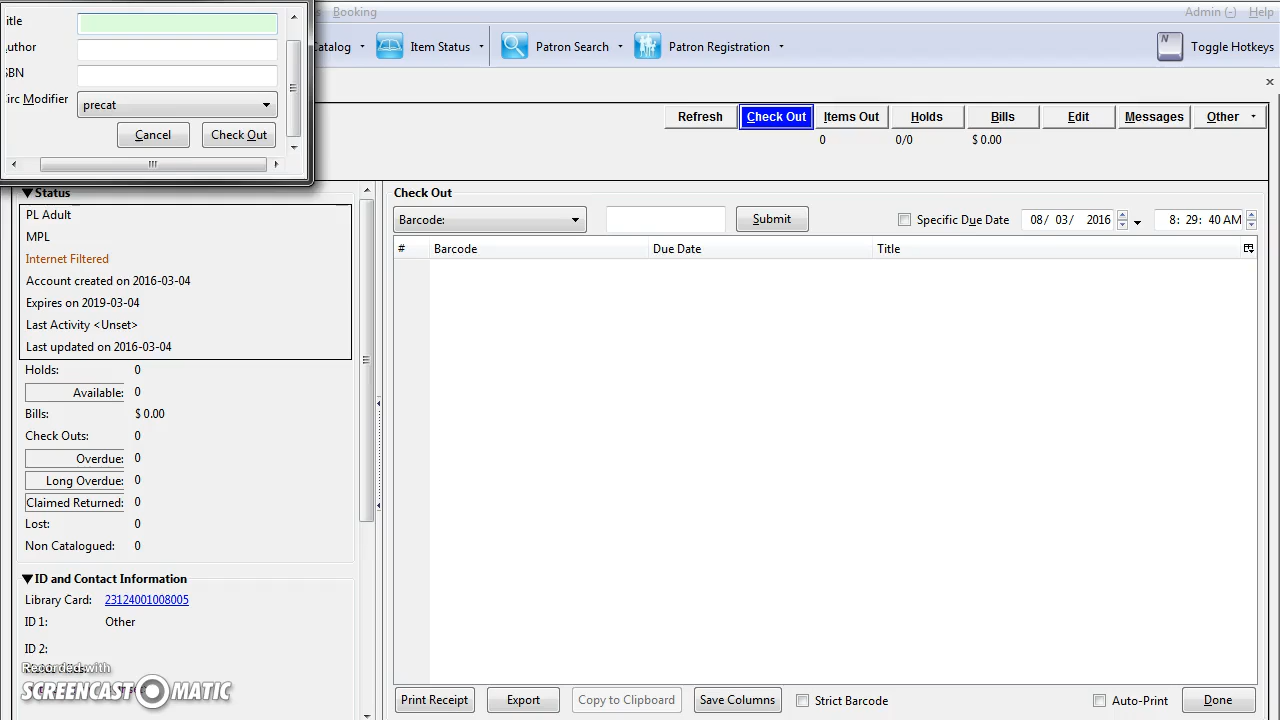 Booking
Admin (-)
Help
Catalog
Item Status
Patron Search
Patron Registration
N
Toggle Hotkeys
itle
uthor
BN
irc Modifier
precat
Cancel
Check Out
x
Refresh
Check Out
Items Out
Holds
Bills
Edit
Messages
Other
0
0/0
$ 0.00
Status
PL Adult
MPL
Internet Filtered
Account created on 2016-03-04
Expires on 2019-03-04
Last Activity <Unset>
Last updated on 2016-03-04
Holds: 0
Available: 0
Bills: $ 0.00
Check Outs: 0
Overdue: 0
Long Overdue: 0
Claimed Returned: 0
Lost: 0
Non Catalogued: 0
ID and Contact Information
Library Card: 23124001008005
ID 1: Other
ID 2:
Recorded with
SCREENCAST-O-MATIC
Check Out
Barcode:
Submit
Specific Due Date
08/ 03/ 2016
8: 29: 40 AM
# Barcode Due Date Title
Print Receipt
Export
Copy to Clipboard
Save Columns
Strict Barcode
Auto-Print
Done